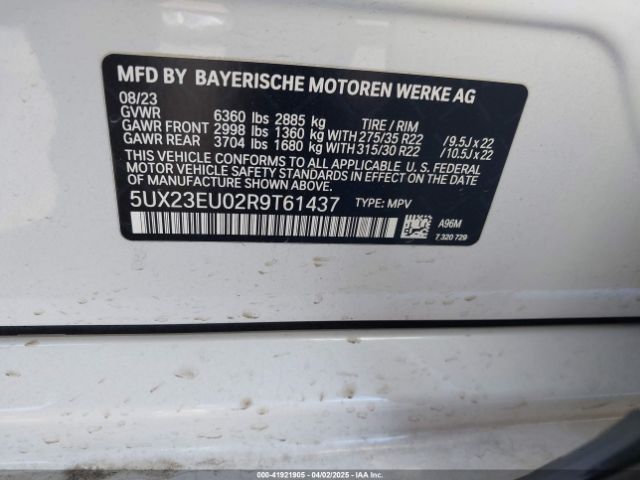 MFD BY BAYERISCHE MOTOREN WERKE AG
08/23
GVWR 6360 lbs 2885 kg TIRE / RIM
GAWR FRONT 2998 lbs 1360 kg WITH 275/35 R22 / 9.5J x 22
GAWR REAR 3704 lbs 1680 kg WITH 315/30 R22 / 10.5J x 22
THIS VEHICLE CONFORMS TO ALL APPLICABLE U. S. FEDERAL
MOTOR VEHICLE SAFETY STANDARDS IN EFFECT ON
THE DATE OF MANUFACTURE SHOWN ABOVE.
5UX23EU02R9T61437 TYPE: MPV
A96M
7 320 729
000-41921905 04/02/2025 Copyright © IAA, LLC.